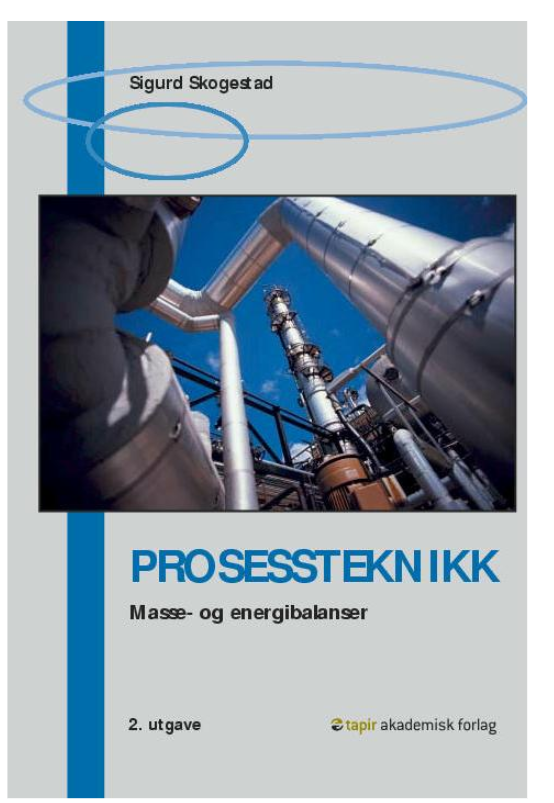 Sigurd Skogestad
PROSESSTEKNIKK
Masse- og energibalanser
2. utgave
tapir akademisk forlag